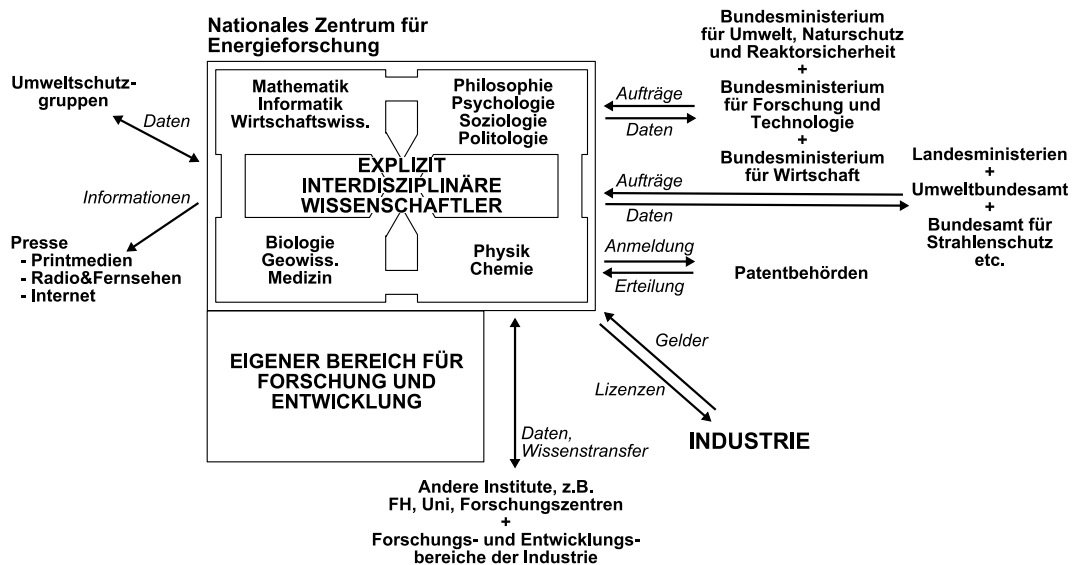 Nationales Zentrum für
Energieforschung
Bundesministerium
für Umwelt, Naturschutz
und Reaktorsicherheit
+
Bundesministerium
für Forschung und
Technologie
+
Bundesministerium
für Wirtschaft
Umweltschutz-
gruppen
Daten
Informationen
Presse
- Printmedien
- Radio&Fernsehen
- Internet
Mathematik
Informatik
Wirtschaftswiss.
Philosophie
Psychologie
Soziologie
Politologie
EXPLIZIT
INTERDISZIPLINÄRE
WISSENSCHAFTLER
Biologie
Geowiss.
Medizin
Physik
Chemie
Aufträge
Daten
Aufträge
Daten
Landesministerien
+
Umweltbundesamt
+
Bundesamt für
Strahlenschutz
etc.
Anmeldung
Erteilung
Patentbehörden
EIGENER BEREICH FÜR
FORSCHUNG UND
ENTWICKLUNG
Gelder
Lizenzen
INDUSTRIE
Daten,
Wissenstransfer
Andere Institute, z.B.
FH, Uni, Forschungszentren
+
Forschungs- und Entwicklungs-
bereiche der Industrie